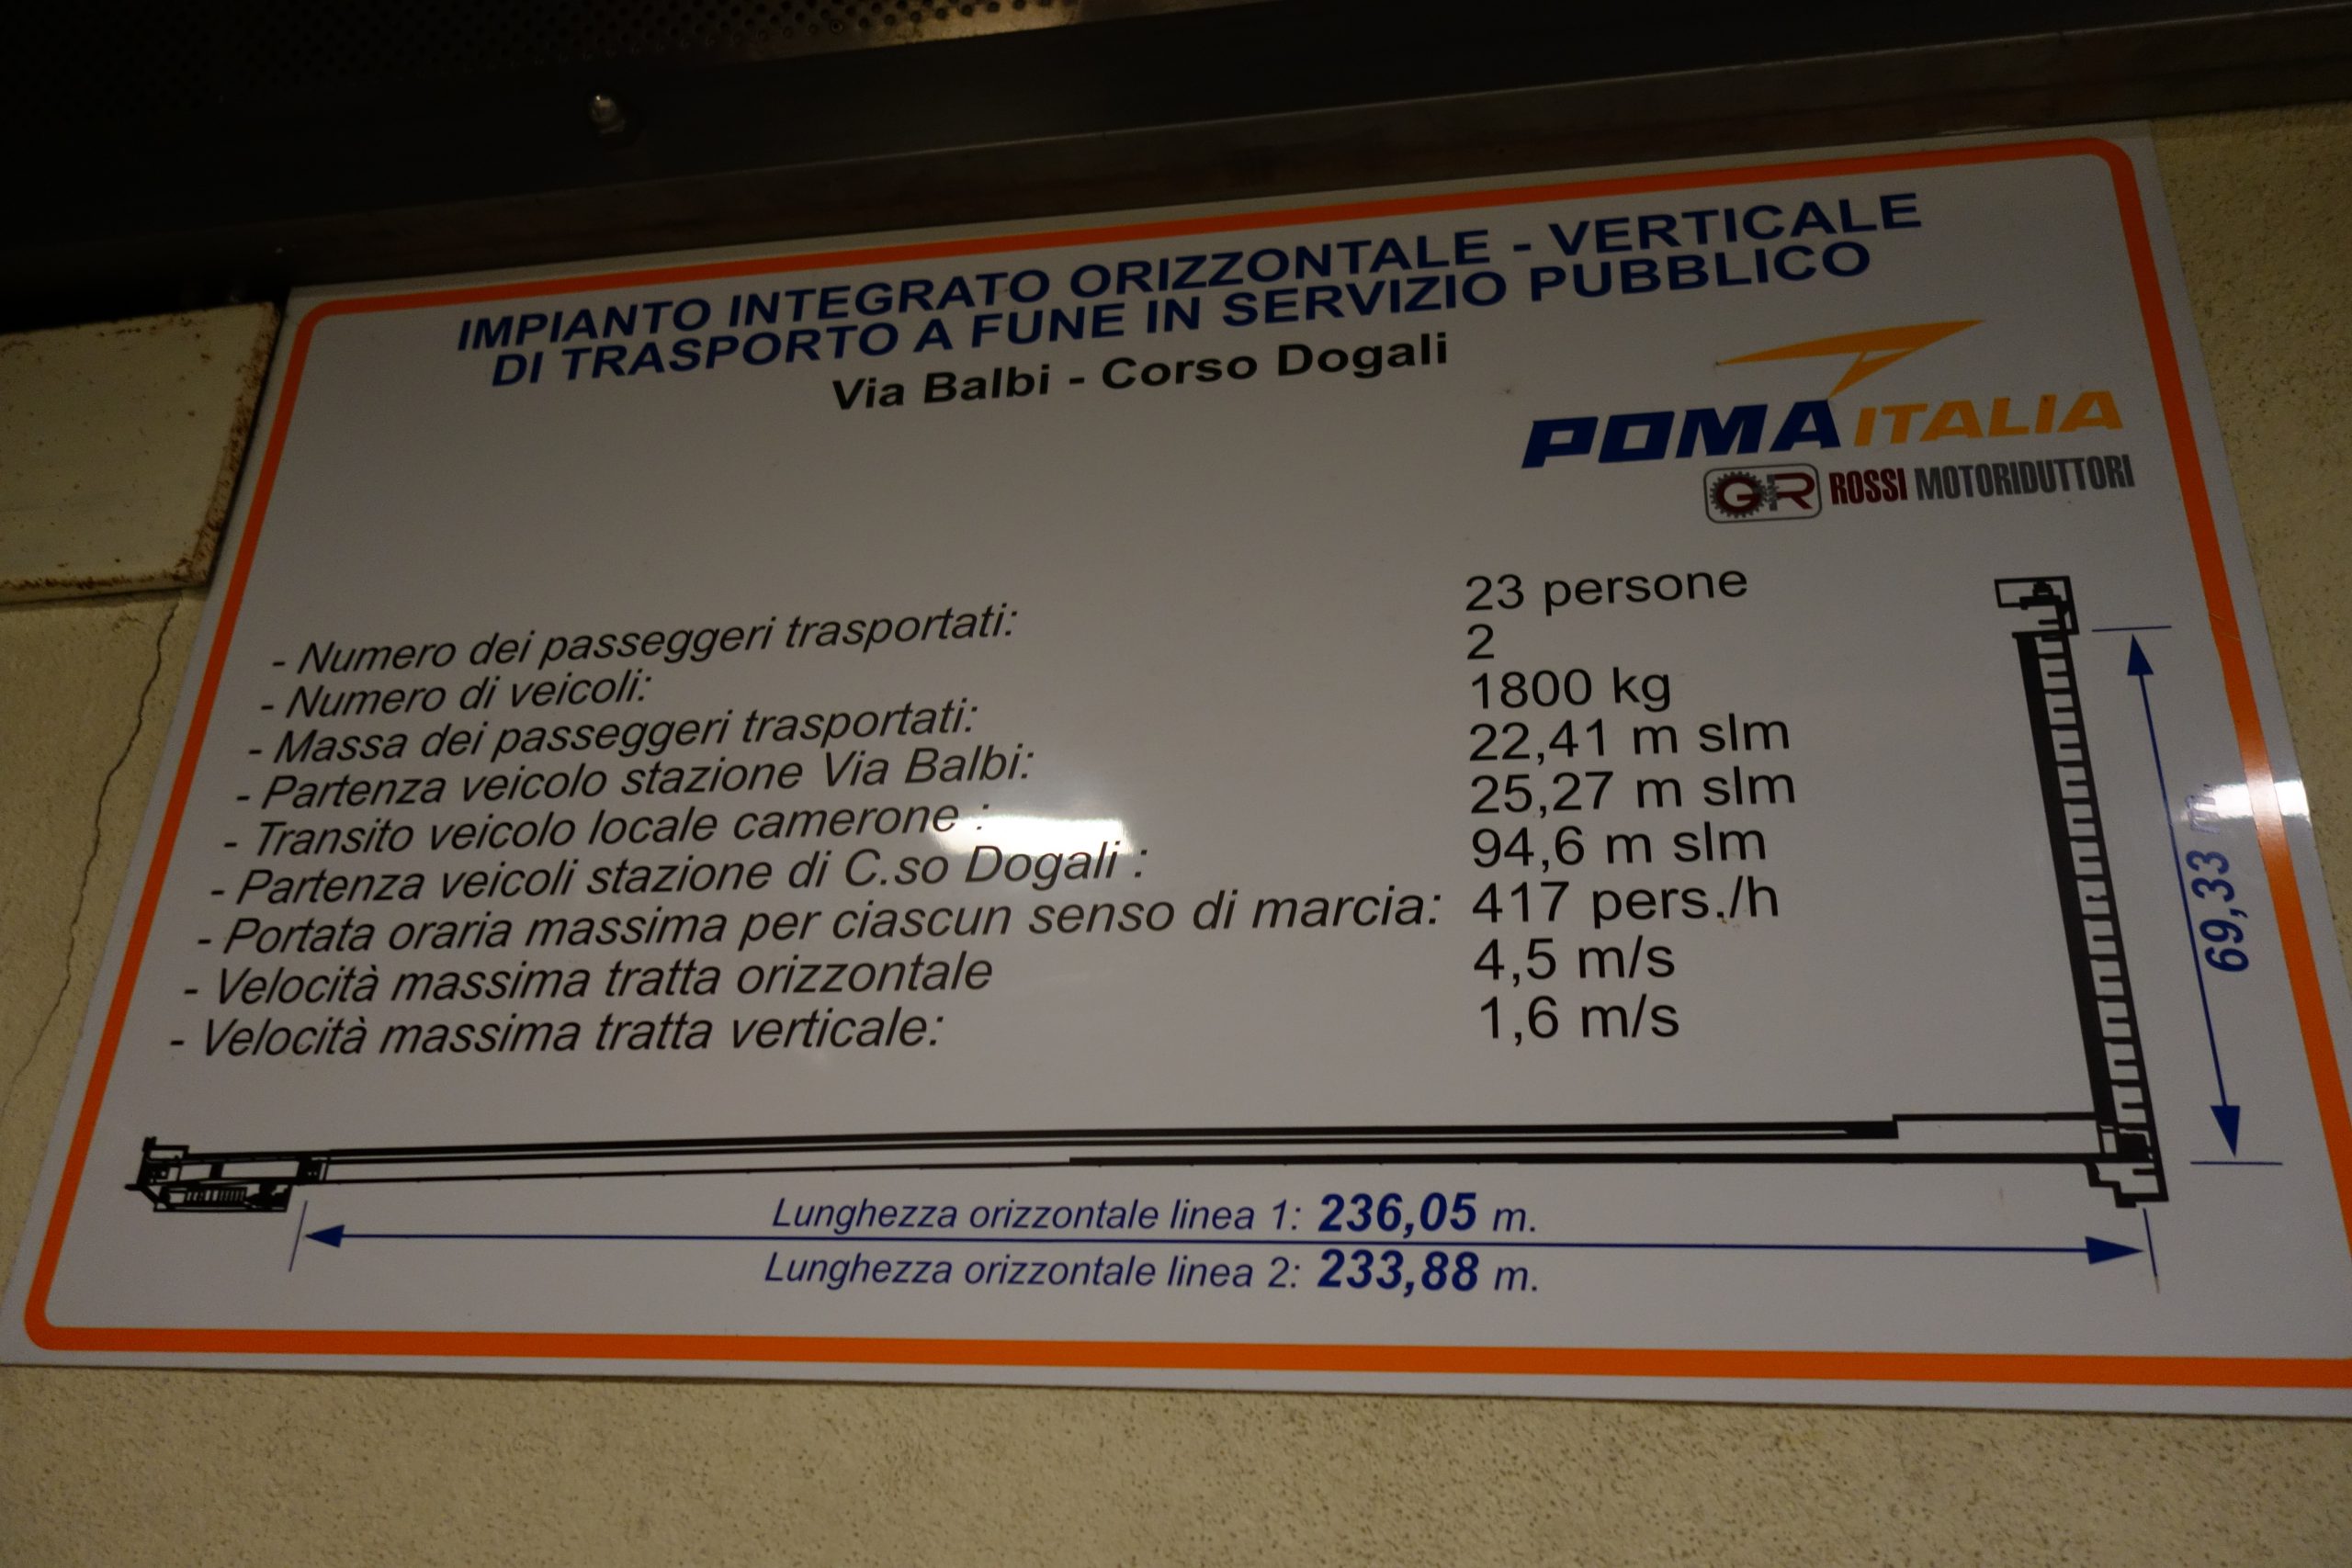 IMPIANTO INTEGRATO ORIZZONTALE - VERTICALE
DI TRASPORTO A FUNE IN SERVIZIO PUBBLICO
Via Balbi - Corso Dogali
POMA ITALIA
GR ROSSI MOTORIDUTTORI
- Numero dei passeggeri trasportati: 23 persone
- Numero di veicoli: 2
- Massa dei passeggeri trasportati: 1800 kg
- Partenza veicolo stazione Via Balbi: 22,41 m slm
- Transito veicolo locale camerone : 25,27 m slm
- Partenza veicoli stazione di C.so Dogali : 94,6 m slm
- Portata oraria massima per ciascun senso di marcia: 417 pers./h
- Velocità massima tratta orizzontale 4,5 m/s
- Velocità massima tratta verticale: 1,6 m/s
69,33 m.
Lunghezza orizzontale linea 1: 236,05 m.
Lunghezza orizzontale linea 2: 233,88 m.